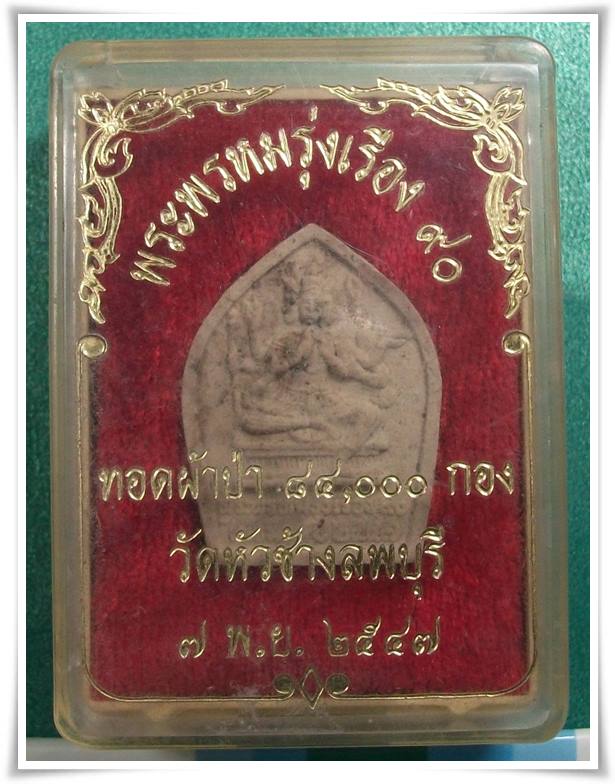 พระพรหมรุ่งเรือง ๙๐
ทอดผ้าป่า ๘๔,๐๐๐ กอง
วัดหัวช้างลพบุรี
๗ พ.ย. ๒๕๔๗